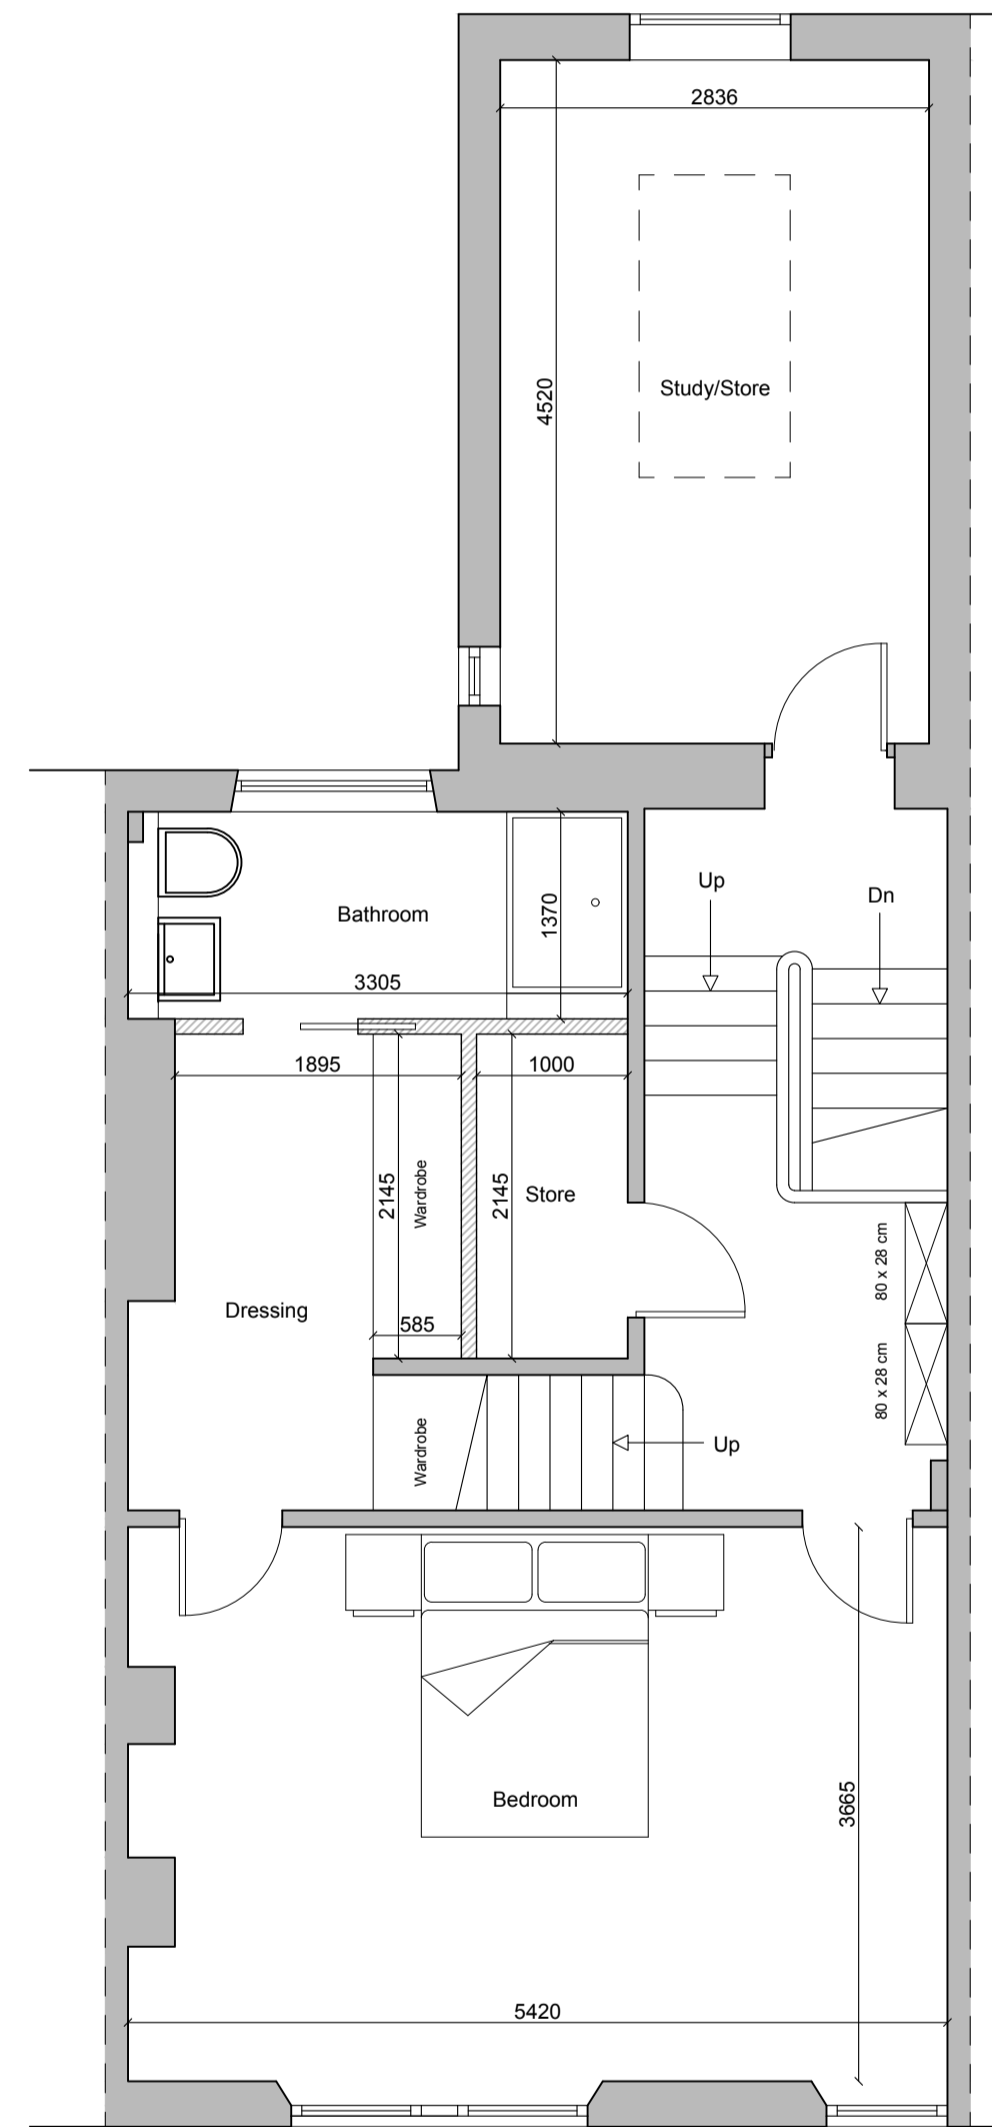 2836
4520
Study/Store
Up
Dn
Bathroom
1370
3305
1895
1000
2145
Wardrobe
2145
Store
80 x 28 cm
Dressing
585
80 x 28 cm
Wardrobe
Up
Bedroom
3665
5420